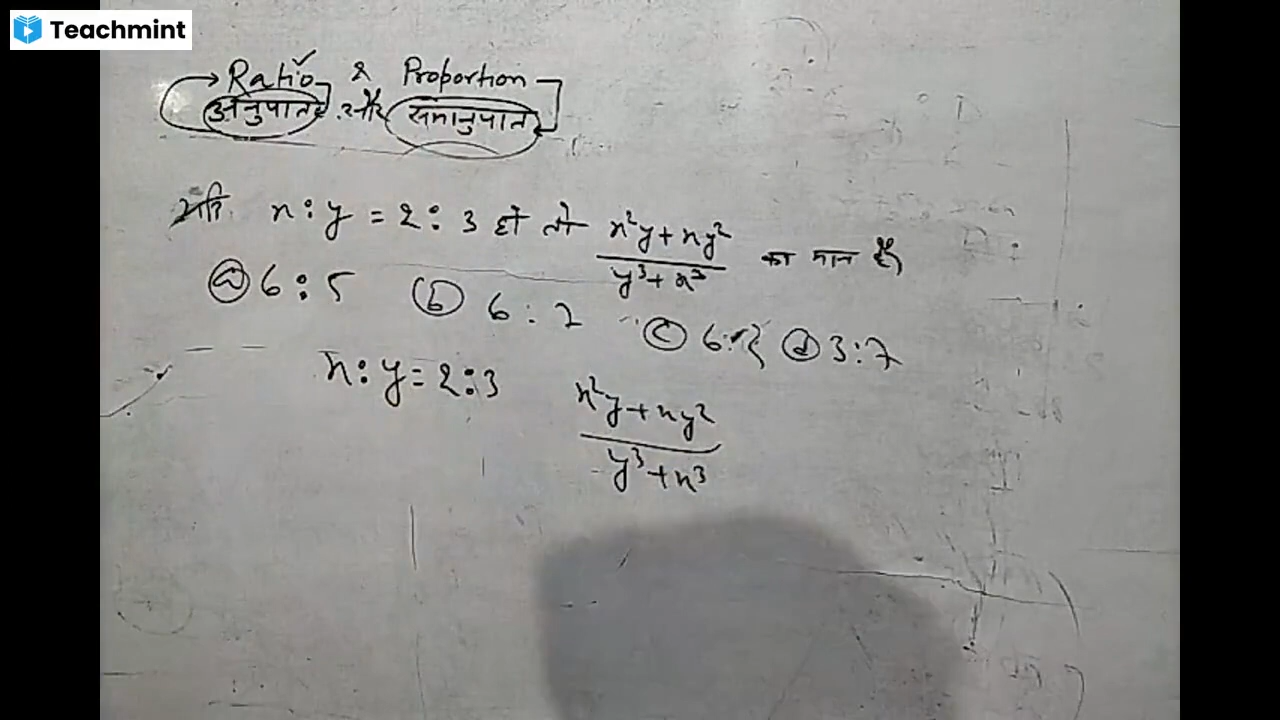 Teachmint
Ratio & Proportion
अनुपात और समानुपात
यदि x:y = 2:3 हो तो (x²y + xy²)/(y³ + x³) का मान है
(a) 6:5 (b) 6:7 (c) 6: (d) 3:7
x:y = 2:3
(x²y + xy²)/(y³ + x³)